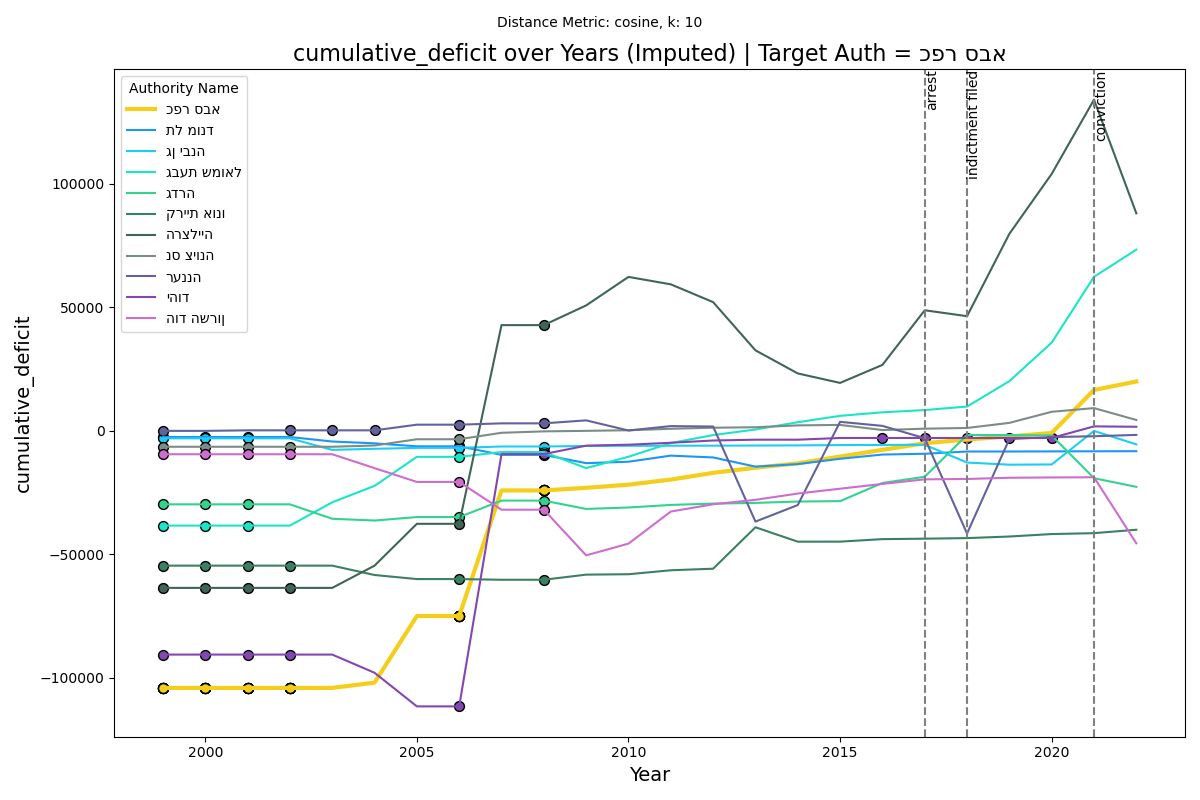 Distance Metric: cosine, k: 10
cumulative_deficit over Years (Imputed) | Target Auth = כפר סבא
Authority Name
כפר סבא
תל מונד
גן יבנה
גבעת שמואל
גדרה
קריית אונו
הרצלייה
נס ציונה
רעננה
יהוד
הוד השרון
arrest
indictment filed
conviction
cumulative_deficit
100000
50000
0
−50000
−100000
2000
2005
2010
2015
2020
Year